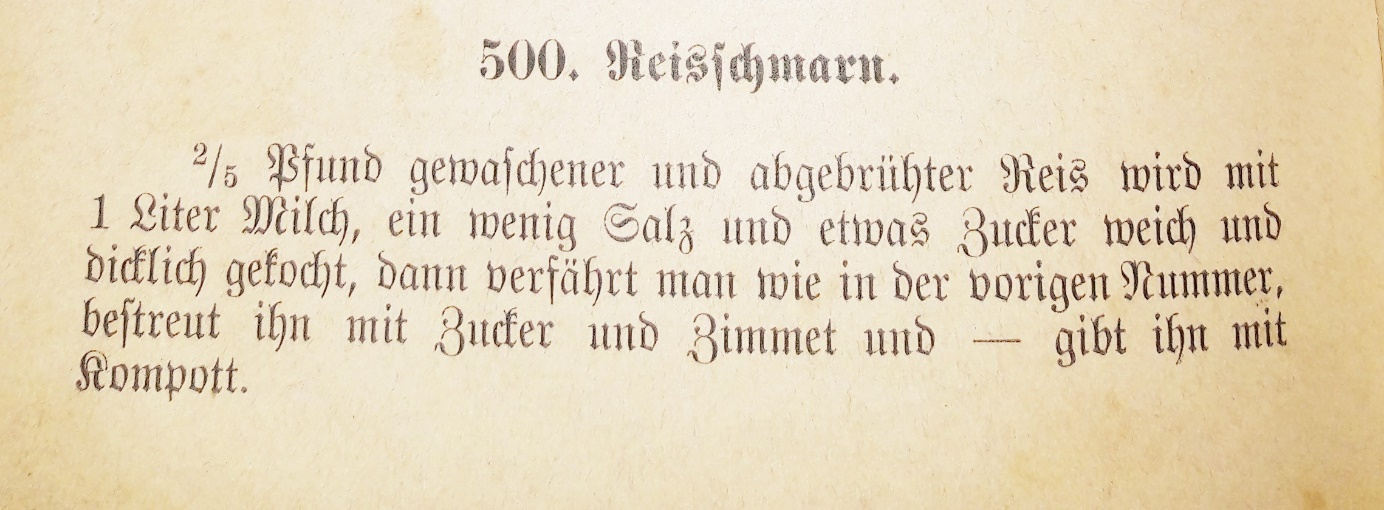 500. Reisschmarn.
2/5 Pfund gewaschener und abgebrühter Reis wird mit
1 Liter Milch, ein wenig Salz und etwas Zucker weich und
dicklich gekocht, dann verfährt man wie in der vorigen Nummer,
bestreut ihn mit Zucker und Zimmet und — gibt ihn mit
Kompott.